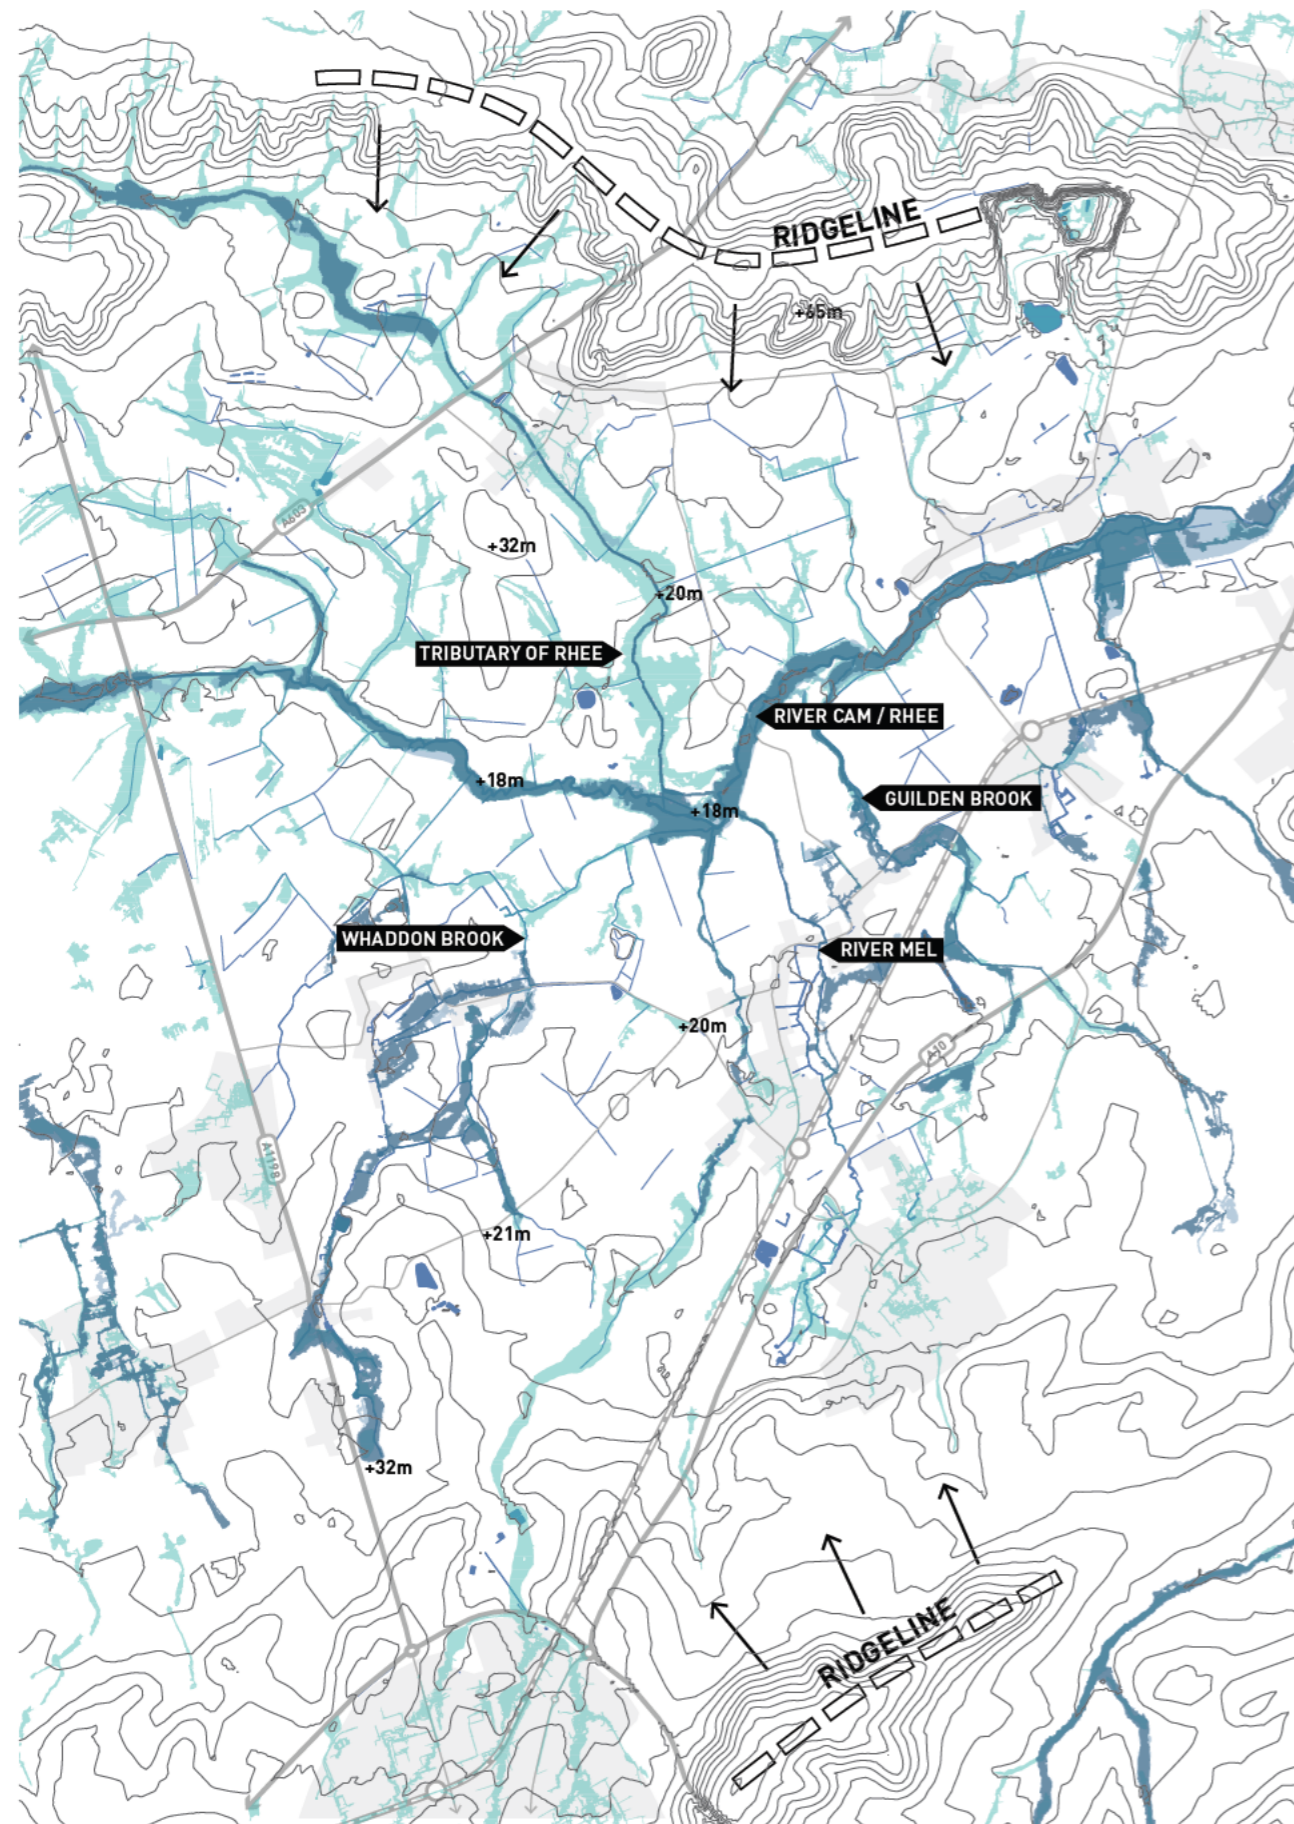 RIDGELINE
+65m
A603
+32m
+20m
TRIBUTARY OF RHEE
RIVER CAM / RHEE
+18m
GUILDEN BROOK
+18m
WHADDON BROOK
RIVER MEL
+20m
A10
A1198
+21m
+32m
RIDGELINE